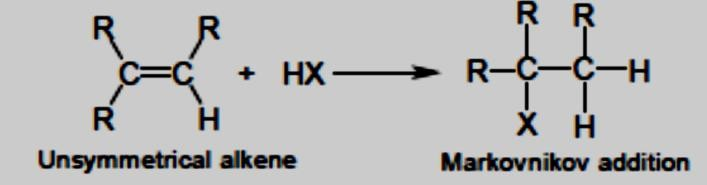 R R R R
C=C + HX R-C-C-H
R H X H
Unsymmetrical alkene Markovnikov addition